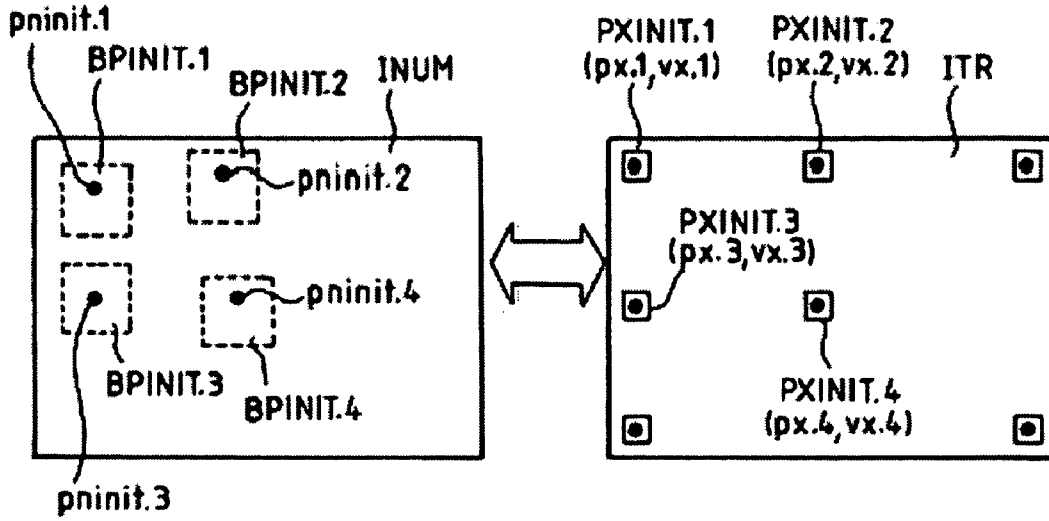 pninit.1
BPINIT.1
BPINIT.2
INUM
pninit.2
pninit.4
BPINIT.3
BPINIT.4
pninit.3
PXINIT.1
(px.1,vx.1)
PXINIT.2
(px.2,vx.2)
ITR
PXINIT.3
(px.3,vx.3)
PXINIT.4
(px.4,vx.4)